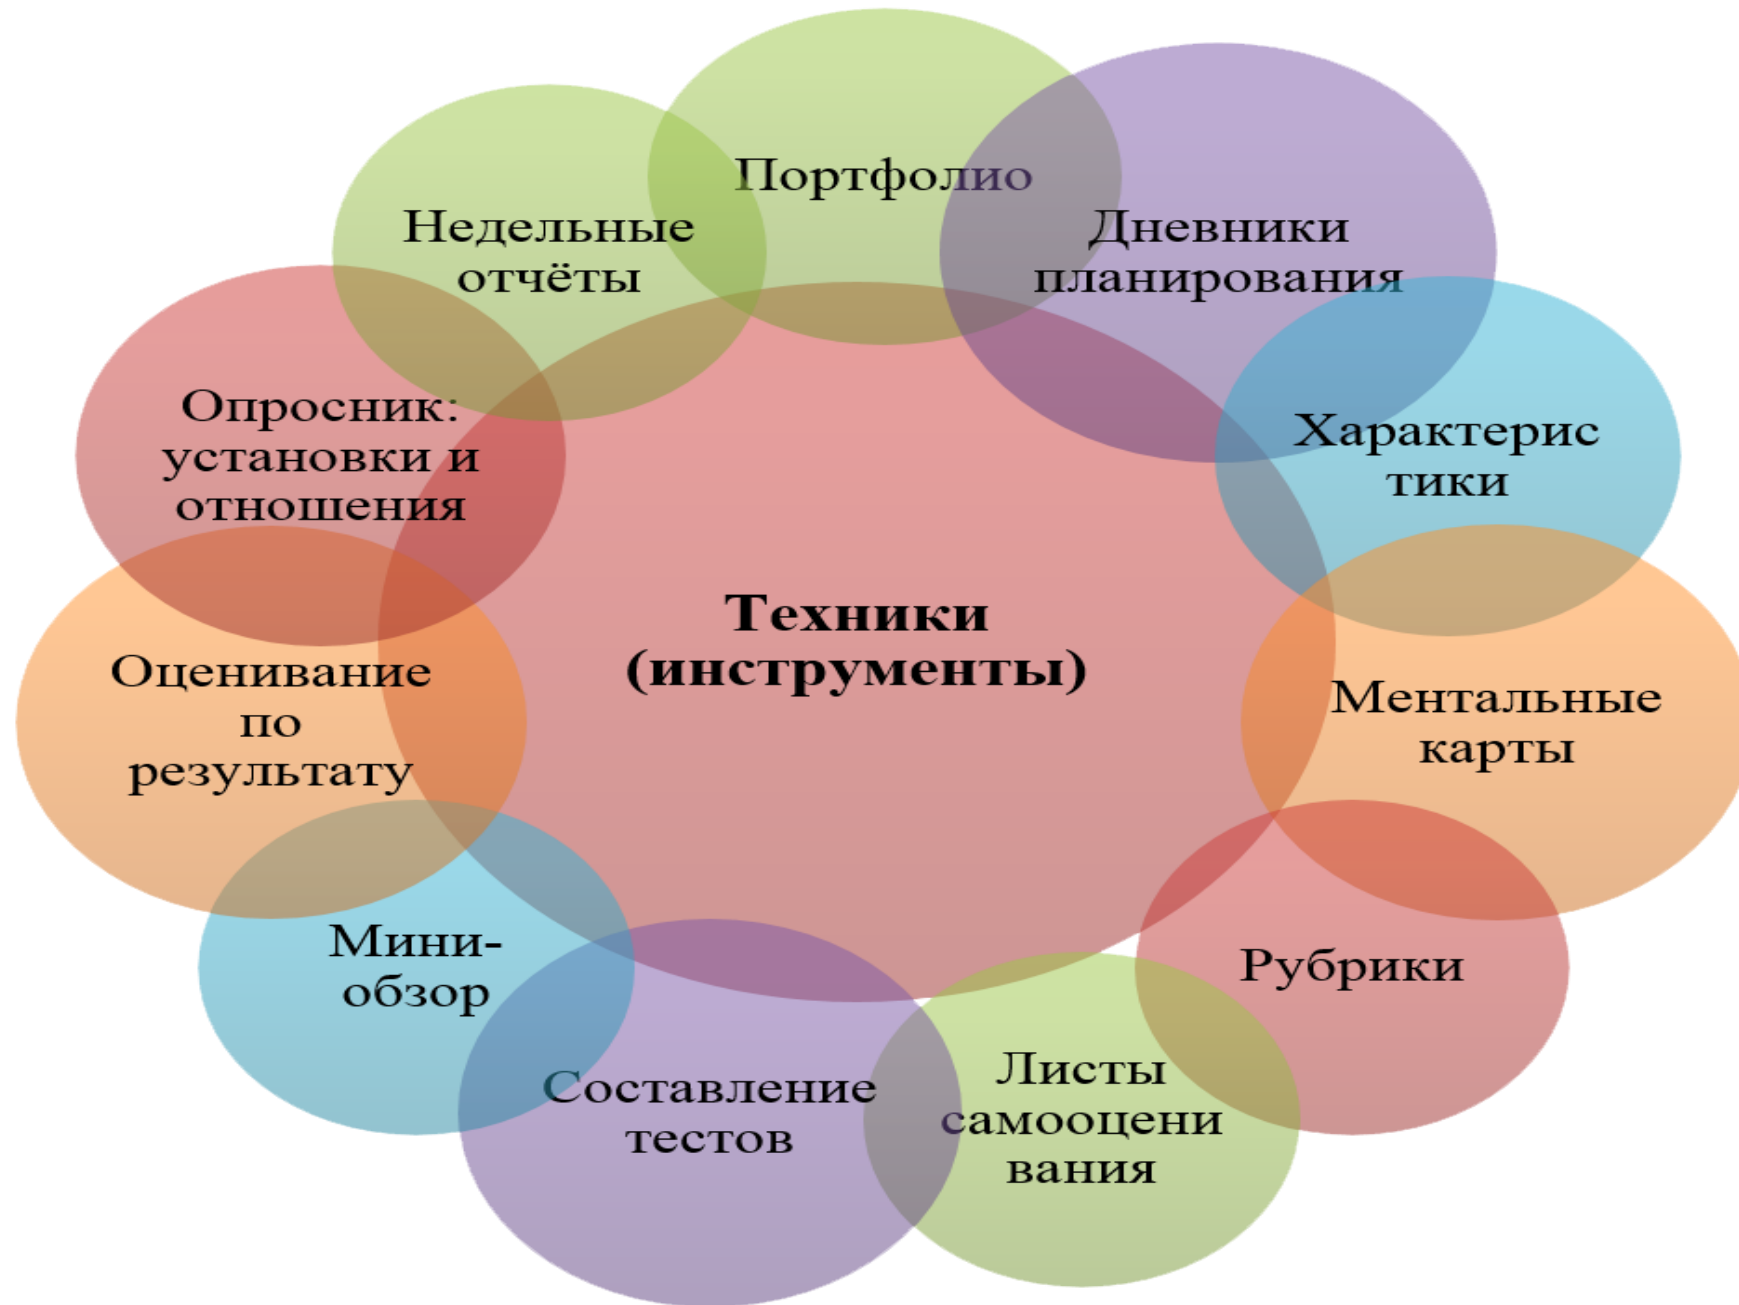 Портфолио
Дневники
планирования
Характерис
тики
Ментальные
карты
Рубрики
Листы
самооцени
вания
Составление
тестов
Мини-
обзор
Оценивание
по
результату
Опросник:
установки и
отношения
Недельные
отчёты
Техники
(инструменты)